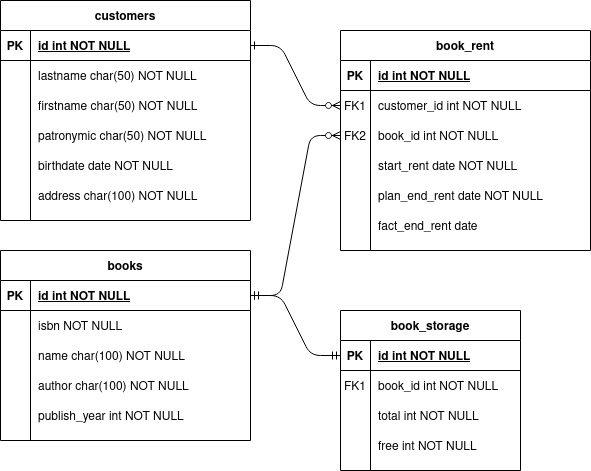 customers
PK id int NOT NULL
lastname char(50) NOT NULL
firstname char(50) NOT NULL
patronymic char(50) NOT NULL
birthdate date NOT NULL
address char(100) NOT NULL
book_rent
PK id int NOT NULL
FK1 customer_id int NOT NULL
FK2 book_id int NOT NULL
start_rent date NOT NULL
plan_end_rent date NOT NULL
fact_end_rent date
books
PK id int NOT NULL
isbn NOT NULL
name char(100) NOT NULL
author char(100) NOT NULL
publish_year int NOT NULL
book_storage
PK id int NOT NULL
FK1 book_id int NOT NULL
total int NOT NULL
free int NOT NULL